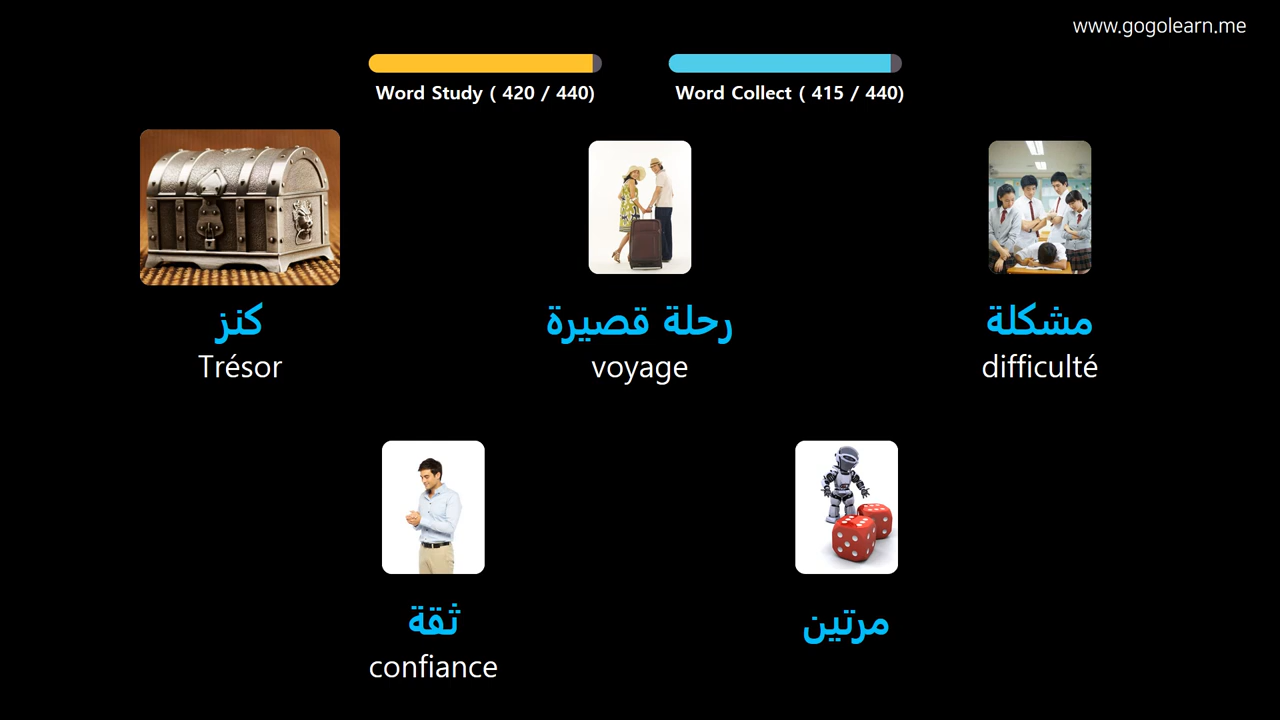 www.gogolearn.me
Word Study ( 420 / 440)
Word Collect ( 415 / 440)
كنز
Trésor
رحلة قصيرة
voyage
مشكلة
difficulté
ثقة
confiance
مرتين